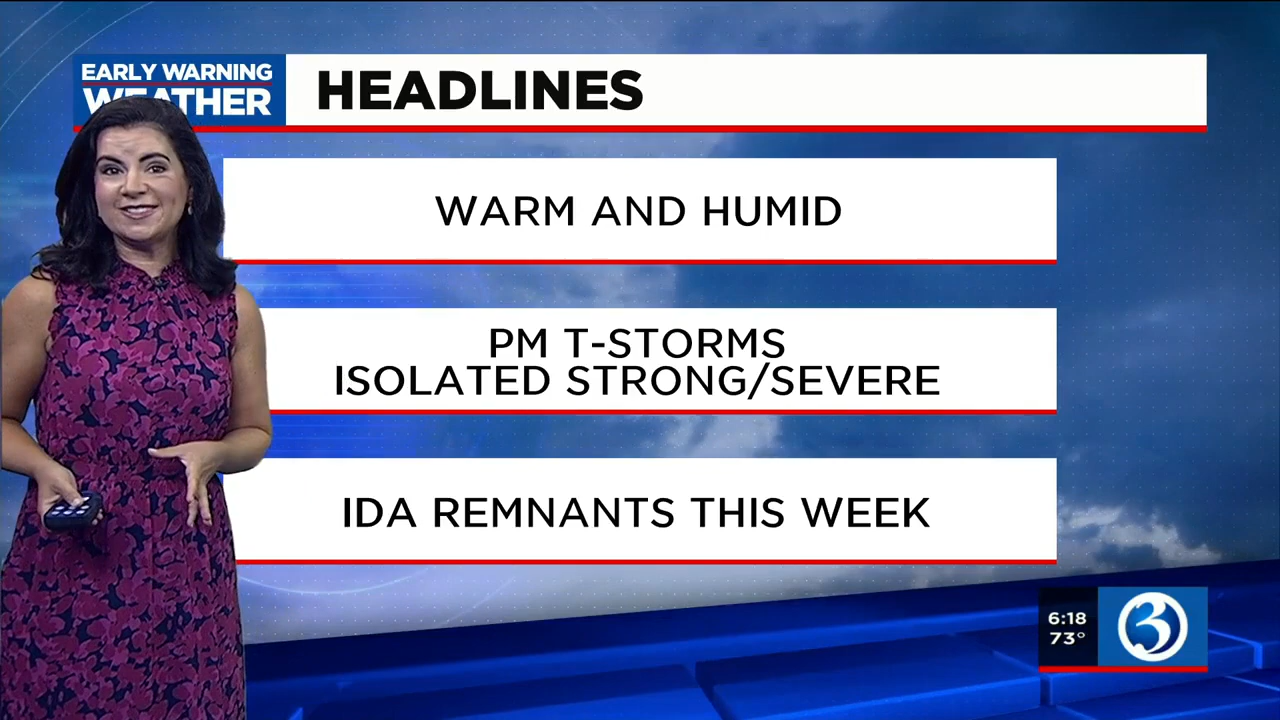 EARLY WARNING
WEATHER
HEADLINES
WARM AND HUMID
PM T-STORMS
ISOLATED STRONG/SEVERE
IDA REMNANTS THIS WEEK
6:18
73°
3